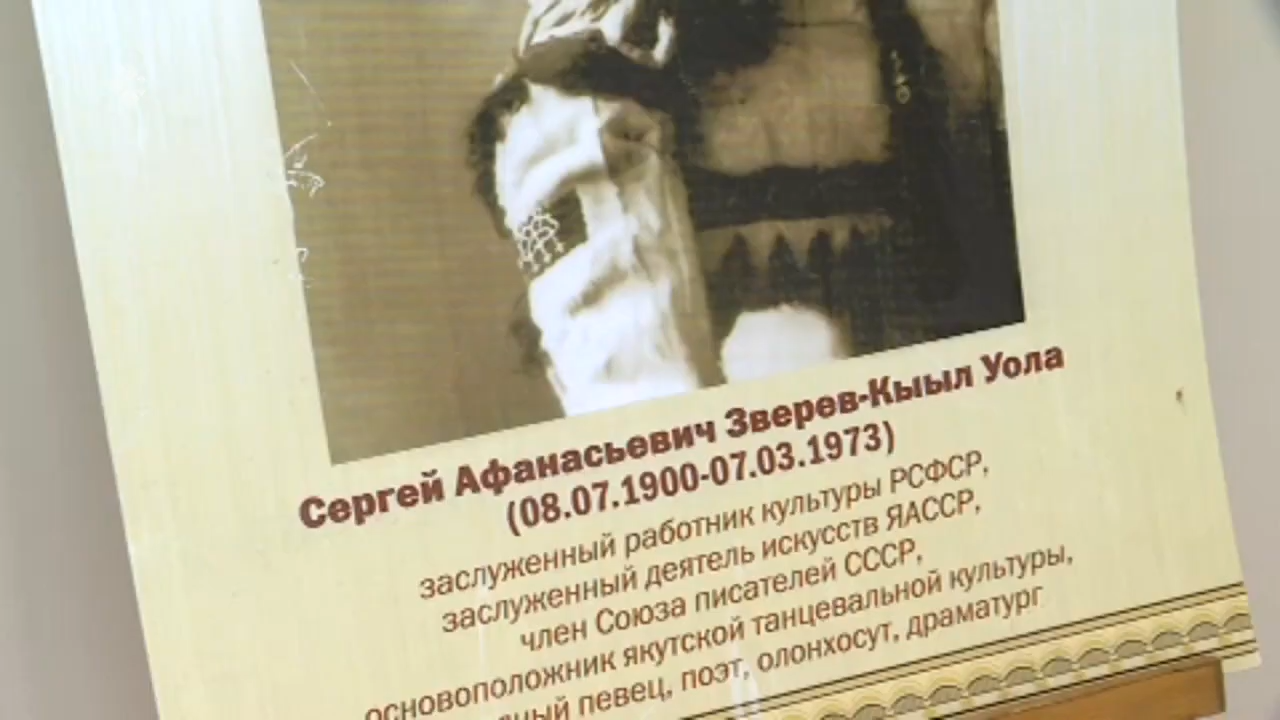 Сергей Афанасьевич Зверев-Кыыл Уола
(08.07.1900-07.03.1973)
заслуженный работник культуры РСФСР,
заслуженный деятель искусств ЯАССР,
член Союза писателей СССР,
основоположник якутской танцевальной культуры,
певец, поэт, олонхосут, драматург